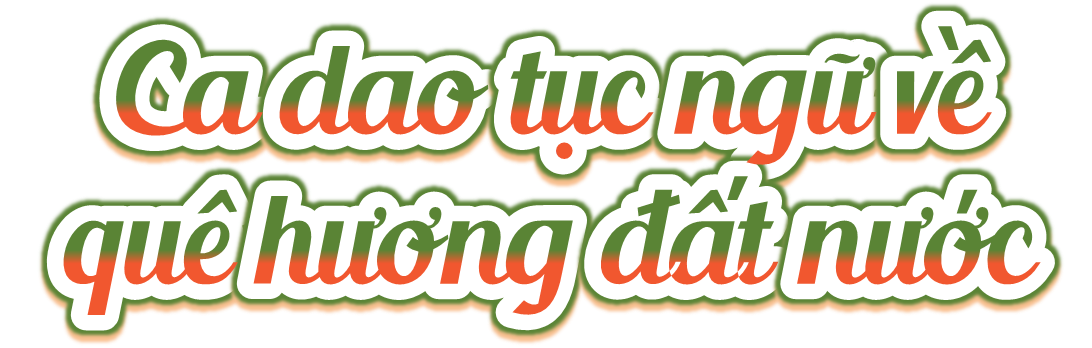 Ca dao tục ngữ về
quê hương đất nước